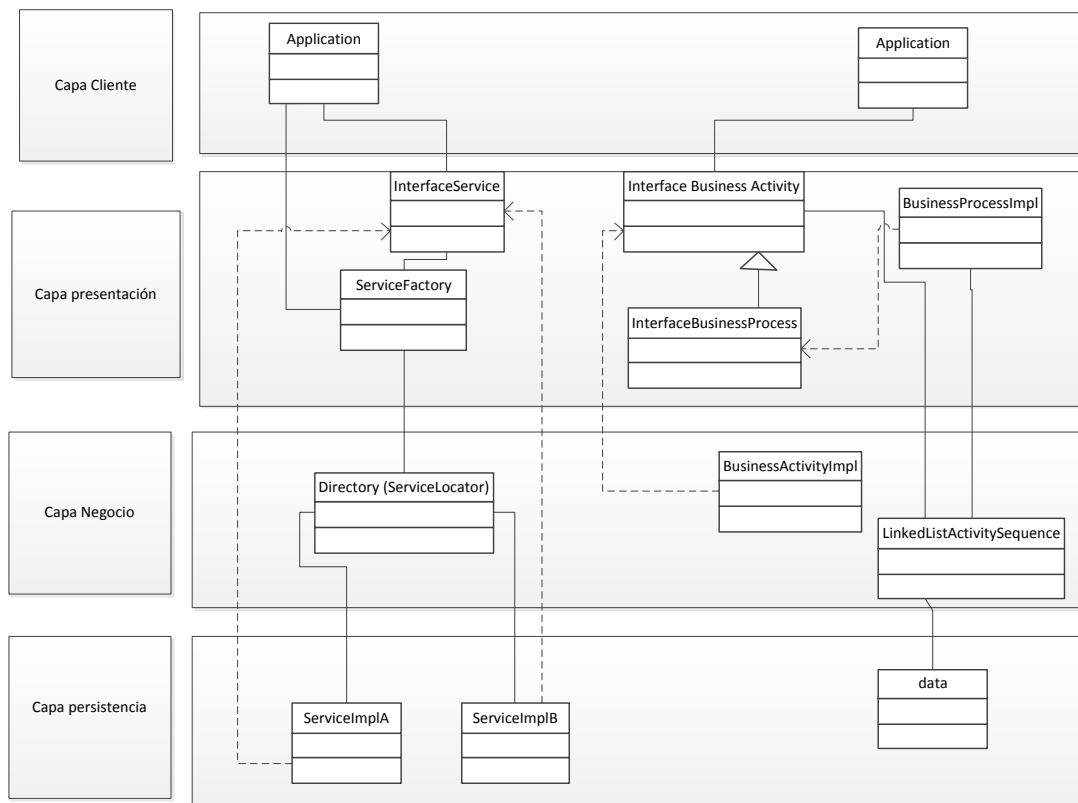 Capa Cliente
Application
Application
Capa presentación
InterfaceService
Interface Business Activity
BusinessProcessImpl
ServiceFactory
InterfaceBusinessProcess
Capa Negocio
Directory (ServiceLocator)
BusinessActivityImpl
LinkedListActivitySequence
Capa persistencia
ServiceImplA
ServiceImplB
data